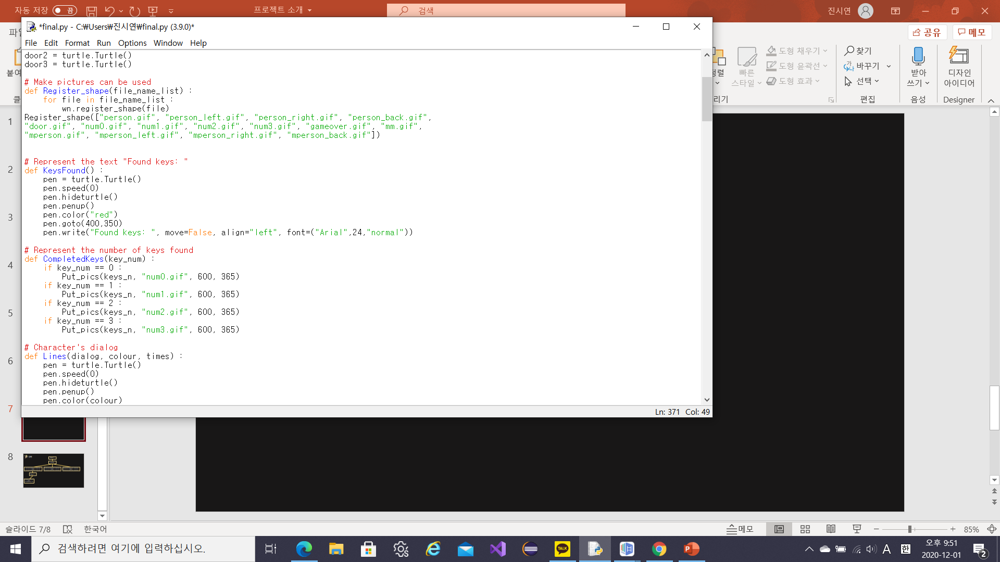 자동 저장 끔 프로젝트 소개 검색 진시연
*final.py - C:₩Users₩진시연₩final.py (3.9.0)*
File Edit Format Run Options Window Help
공유 메모
door2 = turtle.Turtle()
door3 = turtle.Turtle()
# Make pictures can be used
def Register_shape(file_name_list) :
    for file in file_name_list :
        wn.register_shape(file)
Register_shape(["person.gif", "person_left.gif", "person_right.gif", "person_back.gif",
"door.gif", "num0.gif", "num1.gif", "num2.gif", "num3.gif", "gameover.gif", "mm.gif",
"mperson.gif", "mperson_left.gif", "mperson_right.gif", "mperson_back.gif"])
# Represent the text "Found keys: "
def KeysFound() :
    pen = turtle.Turtle()
    pen.speed(0)
    pen.hideturtle()
    pen.penup()
    pen.color("red")
    pen.goto(400,350)
    pen.write("Found keys: ", move=False, align="left", font=("Arial",24,"normal"))
# Represent the number of keys found
def CompletedKeys(key_num) :
    if key_num == 0 :
        Put_pics(keys_n, "num0.gif", 600, 365)
    if key_num == 1 :
        Put_pics(keys_n, "num1.gif", 600, 365)
    if key_num == 2 :
        Put_pics(keys_n, "num2.gif", 600, 365)
    if key_num == 3 :
        Put_pics(keys_n, "num3.gif", 600, 365)
# Character's dialog
def Lines(dialog, colour, times) :
    pen = turtle.Turtle()
    pen.speed(0)
    pen.hideturtle()
    pen.penup()
    pen.color(colour)
Ln: 371 Col: 49
빠른
스타일
도형 채우기
도형 윤곽선
도형 효과
찾기
바꾸기
선택
편집
받아
쓰기
음성
디자인
아이디어
Designer
1
2
3
4
5
6
7
8
슬라이드 7/8 한국어 메모 85%
검색하려면 여기에 입력하십시오.
TALK
A 한
오후 9:51
2020-12-01
2